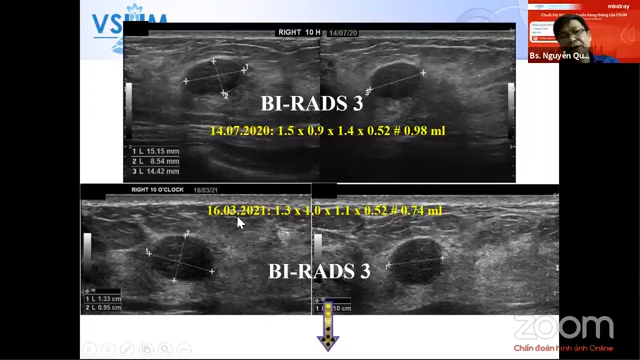 VSUM
RIGHT 10 H
14/07/20
BI-RADS 3
14.07.2020: 1.5 x 0.9 x 1.4 x 0.52 # 0.98 ml
1 L 15.15 mm
2 L 8.54 mm
3 L 14.42 mm
RIGHT 10 O'CLOCK
16/03/21
16.03.2021: 1.3 x 1.0 x 1.1 x 0.52 # 0.74 ml
BI-RADS 3
1 L 1.33 cm
2 L 0.95 cm
mindray
Bs. Nguyễn Qu...
zoom
Chẩn đoán hình ảnh Online